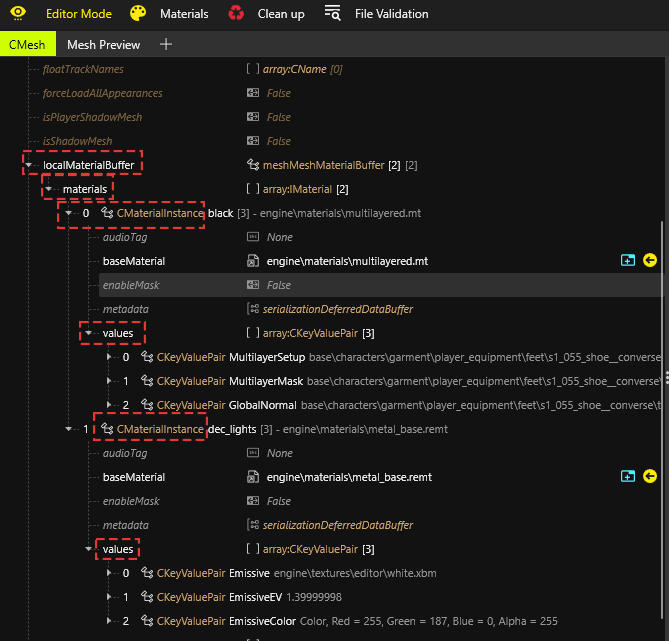 Editor Mode Materials Clean up File Validation
CMesh Mesh Preview +
floatTrackNames [ ] array:CName [0]
forceLoadAllAppearances False
isPlayerShadowMesh False
isShadowMesh False
localMaterialBuffer meshMeshMaterialBuffer [2] [2]
materials [ ] array:IMaterial [2]
0 CMaterialInstance black [3] - engine\materials\multilayered.mt
audioTag None
baseMaterial engine\materials\multilayered.mt
enableMask False
metadata serializationDeferredDataBuffer
values [ ] array:CKeyValuePair [3]
0 CKeyValuePair MultilayerSetup base\characters\garment\player_equipment\feet\s1_055_shoe__converse
1 CKeyValuePair MultilayerMask base\characters\garment\player_equipment\feet\s1_055_shoe__converse\
2 CKeyValuePair GlobalNormal base\characters\garment\player_equipment\feet\s1_055_shoe__converse\t
1 CMaterialInstance dec_lights [3] - engine\materials\metal_base.remt
audioTag None
baseMaterial engine\materials\metal_base.remt
enableMask False
metadata serializationDeferredDataBuffer
values [ ] array:CKeyValuePair [3]
0 CKeyValuePair Emissive engine\textures\editor\white.xbm
1 CKeyValuePair EmissiveEV 1.39999998
2 CKeyValuePair EmissiveColor Color, Red = 255, Green = 187, Blue = 0, Alpha = 255